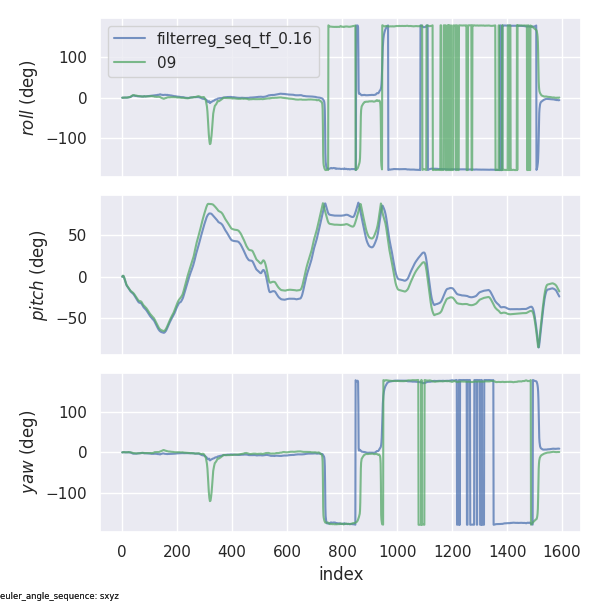 filterreg_seq_tf_0.16
09
roll (deg)
100
0
−100
pitch (deg)
50
0
−50
yaw (deg)
100
0
−100
0 200 400 600 800 1000 1200 1400 1600
index
euler_angle_sequence: sxyz